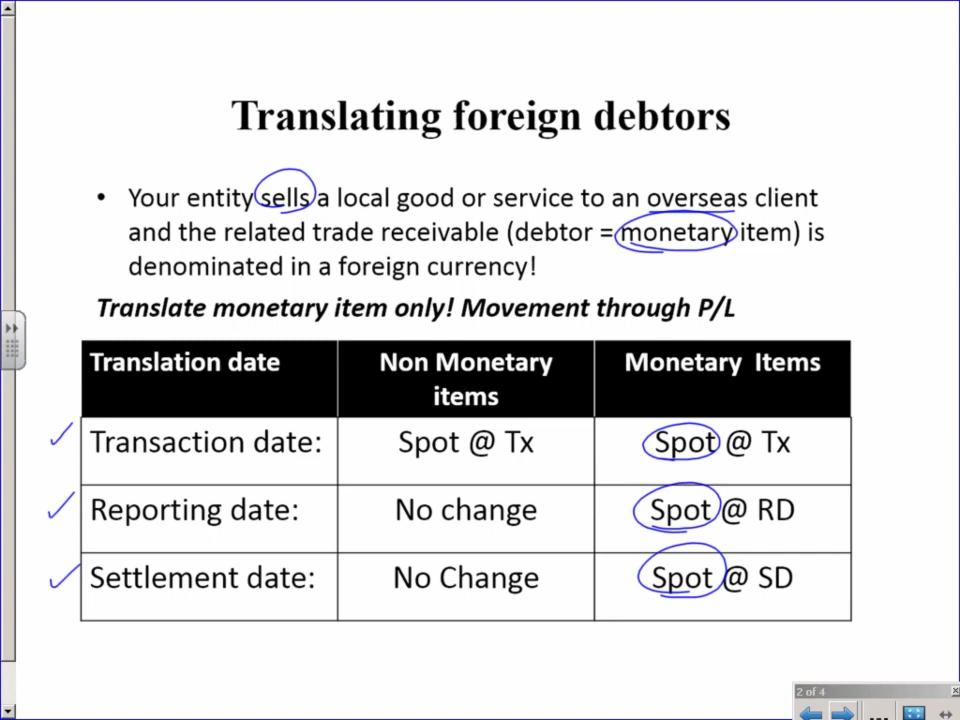 Translating foreign debtors
• Your entity sells a local good or service to an overseas client
and the related trade receivable (debtor = monetary item) is
denominated in a foreign currency!
Translate monetary item only! Movement through P/L
Translation date
Non Monetary
items
Monetary Items
Transaction date:
Spot @ Tx
Spot @ Tx
Reporting date:
No change
Spot @ RD
Settlement date:
No Change
Spot @ SD
2 of 4